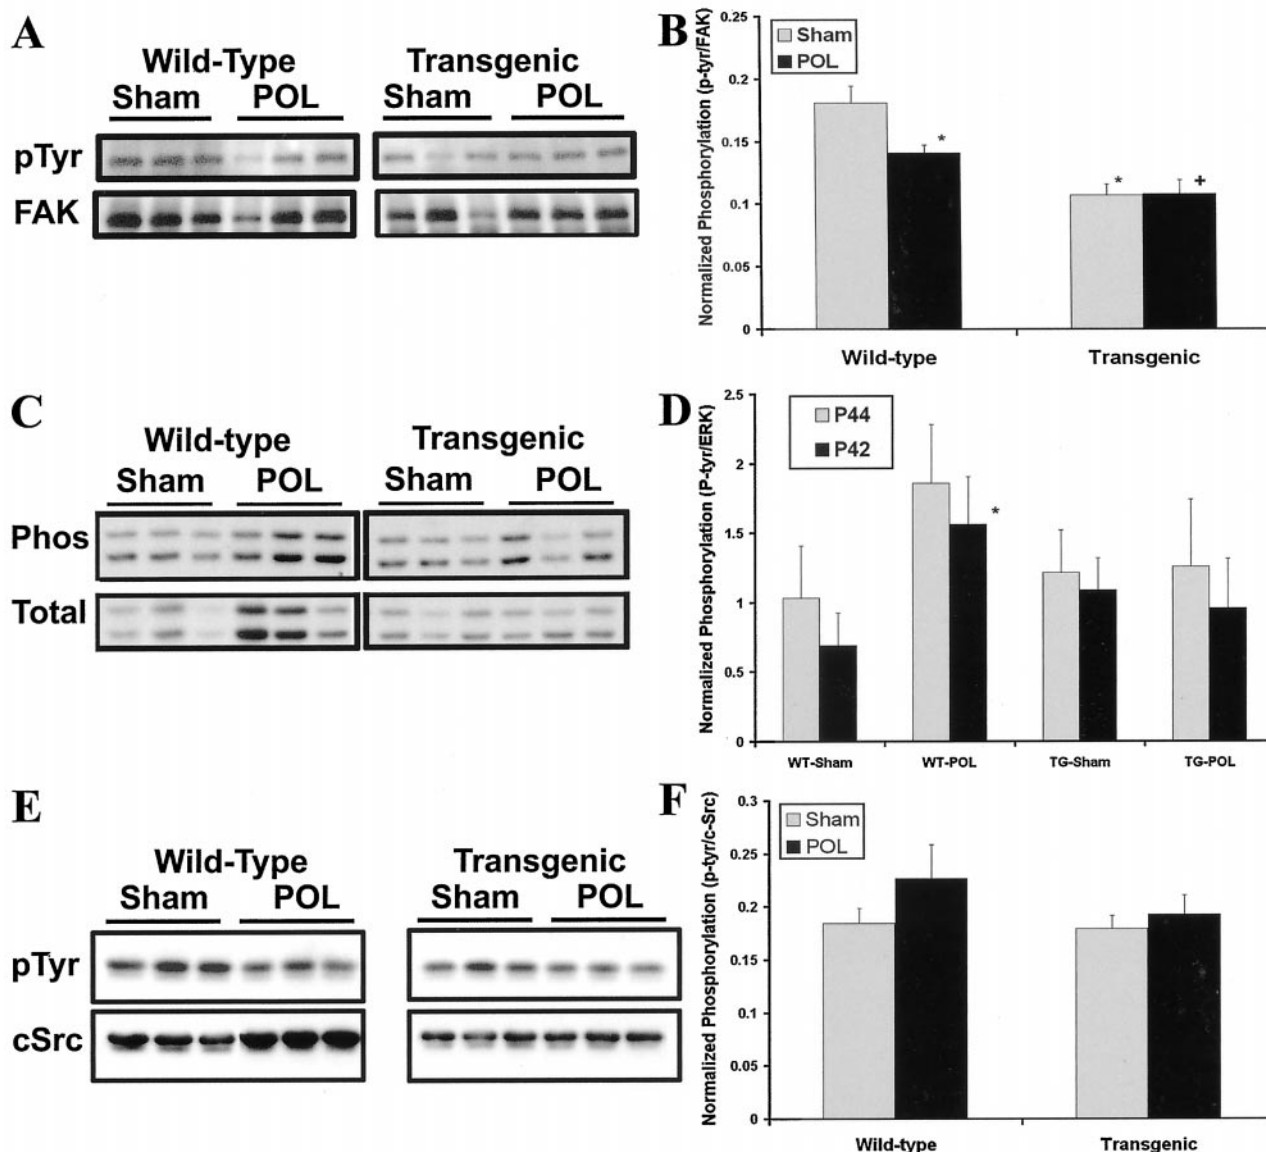 A
Wild-Type
Transgenic
Sham
POL
Sham
POL
pTyr
FAK
B
Normalized Phosphorylation (p-tyr/FAK)
0.25
0.2
0.15
0.1
0.05
0
Sham
POL
*
*
+
Wild-type
Transgenic
C
Wild-type
Transgenic
Sham
POL
Sham
POL
Phos
Total
D
Normalized Phosphorylation (P-tyr/ERK)
2.5
2
1.5
1
0.5
0
P44
P42
*
WT-Sham
WT-POL
TG-Sham
TG-POL
E
Wild-Type
Transgenic
Sham
POL
Sham
POL
pTyr
cSrc
F
Normalized Phosphorylation (p-tyr/c-Src)
0.3
0.25
0.2
0.15
0.1
0.05
0
Sham
POL
Wild-type
Transgenic